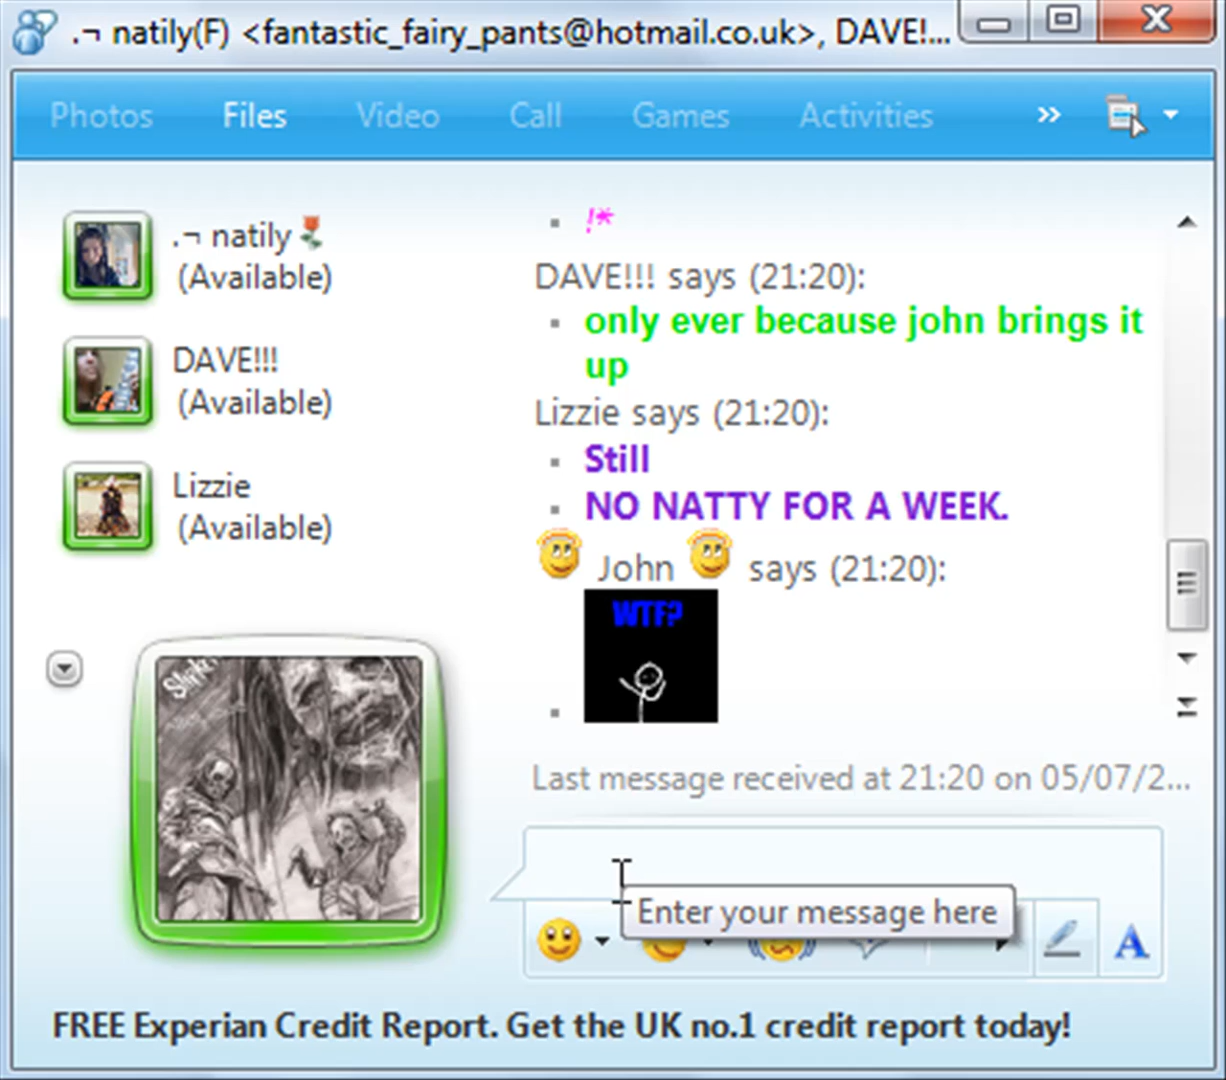 .¬ natily(F) <fantastic_fairy_pants@hotmail.co.uk>, DAVE!...
Photos Files Video Call Games Activities »
.¬ natily
(Available)
DAVE!!!
(Available)
Lizzie
(Available)
!*
DAVE!!! says (21:20):
only ever because john brings it
up
Lizzie says (21:20):
Still
NO NATTY FOR A WEEK.
John says (21:20):
WTF?
Last message received at 21:20 on 05/07/2...
Enter your message here
A
FREE Experian Credit Report. Get the UK no.1 credit report today!